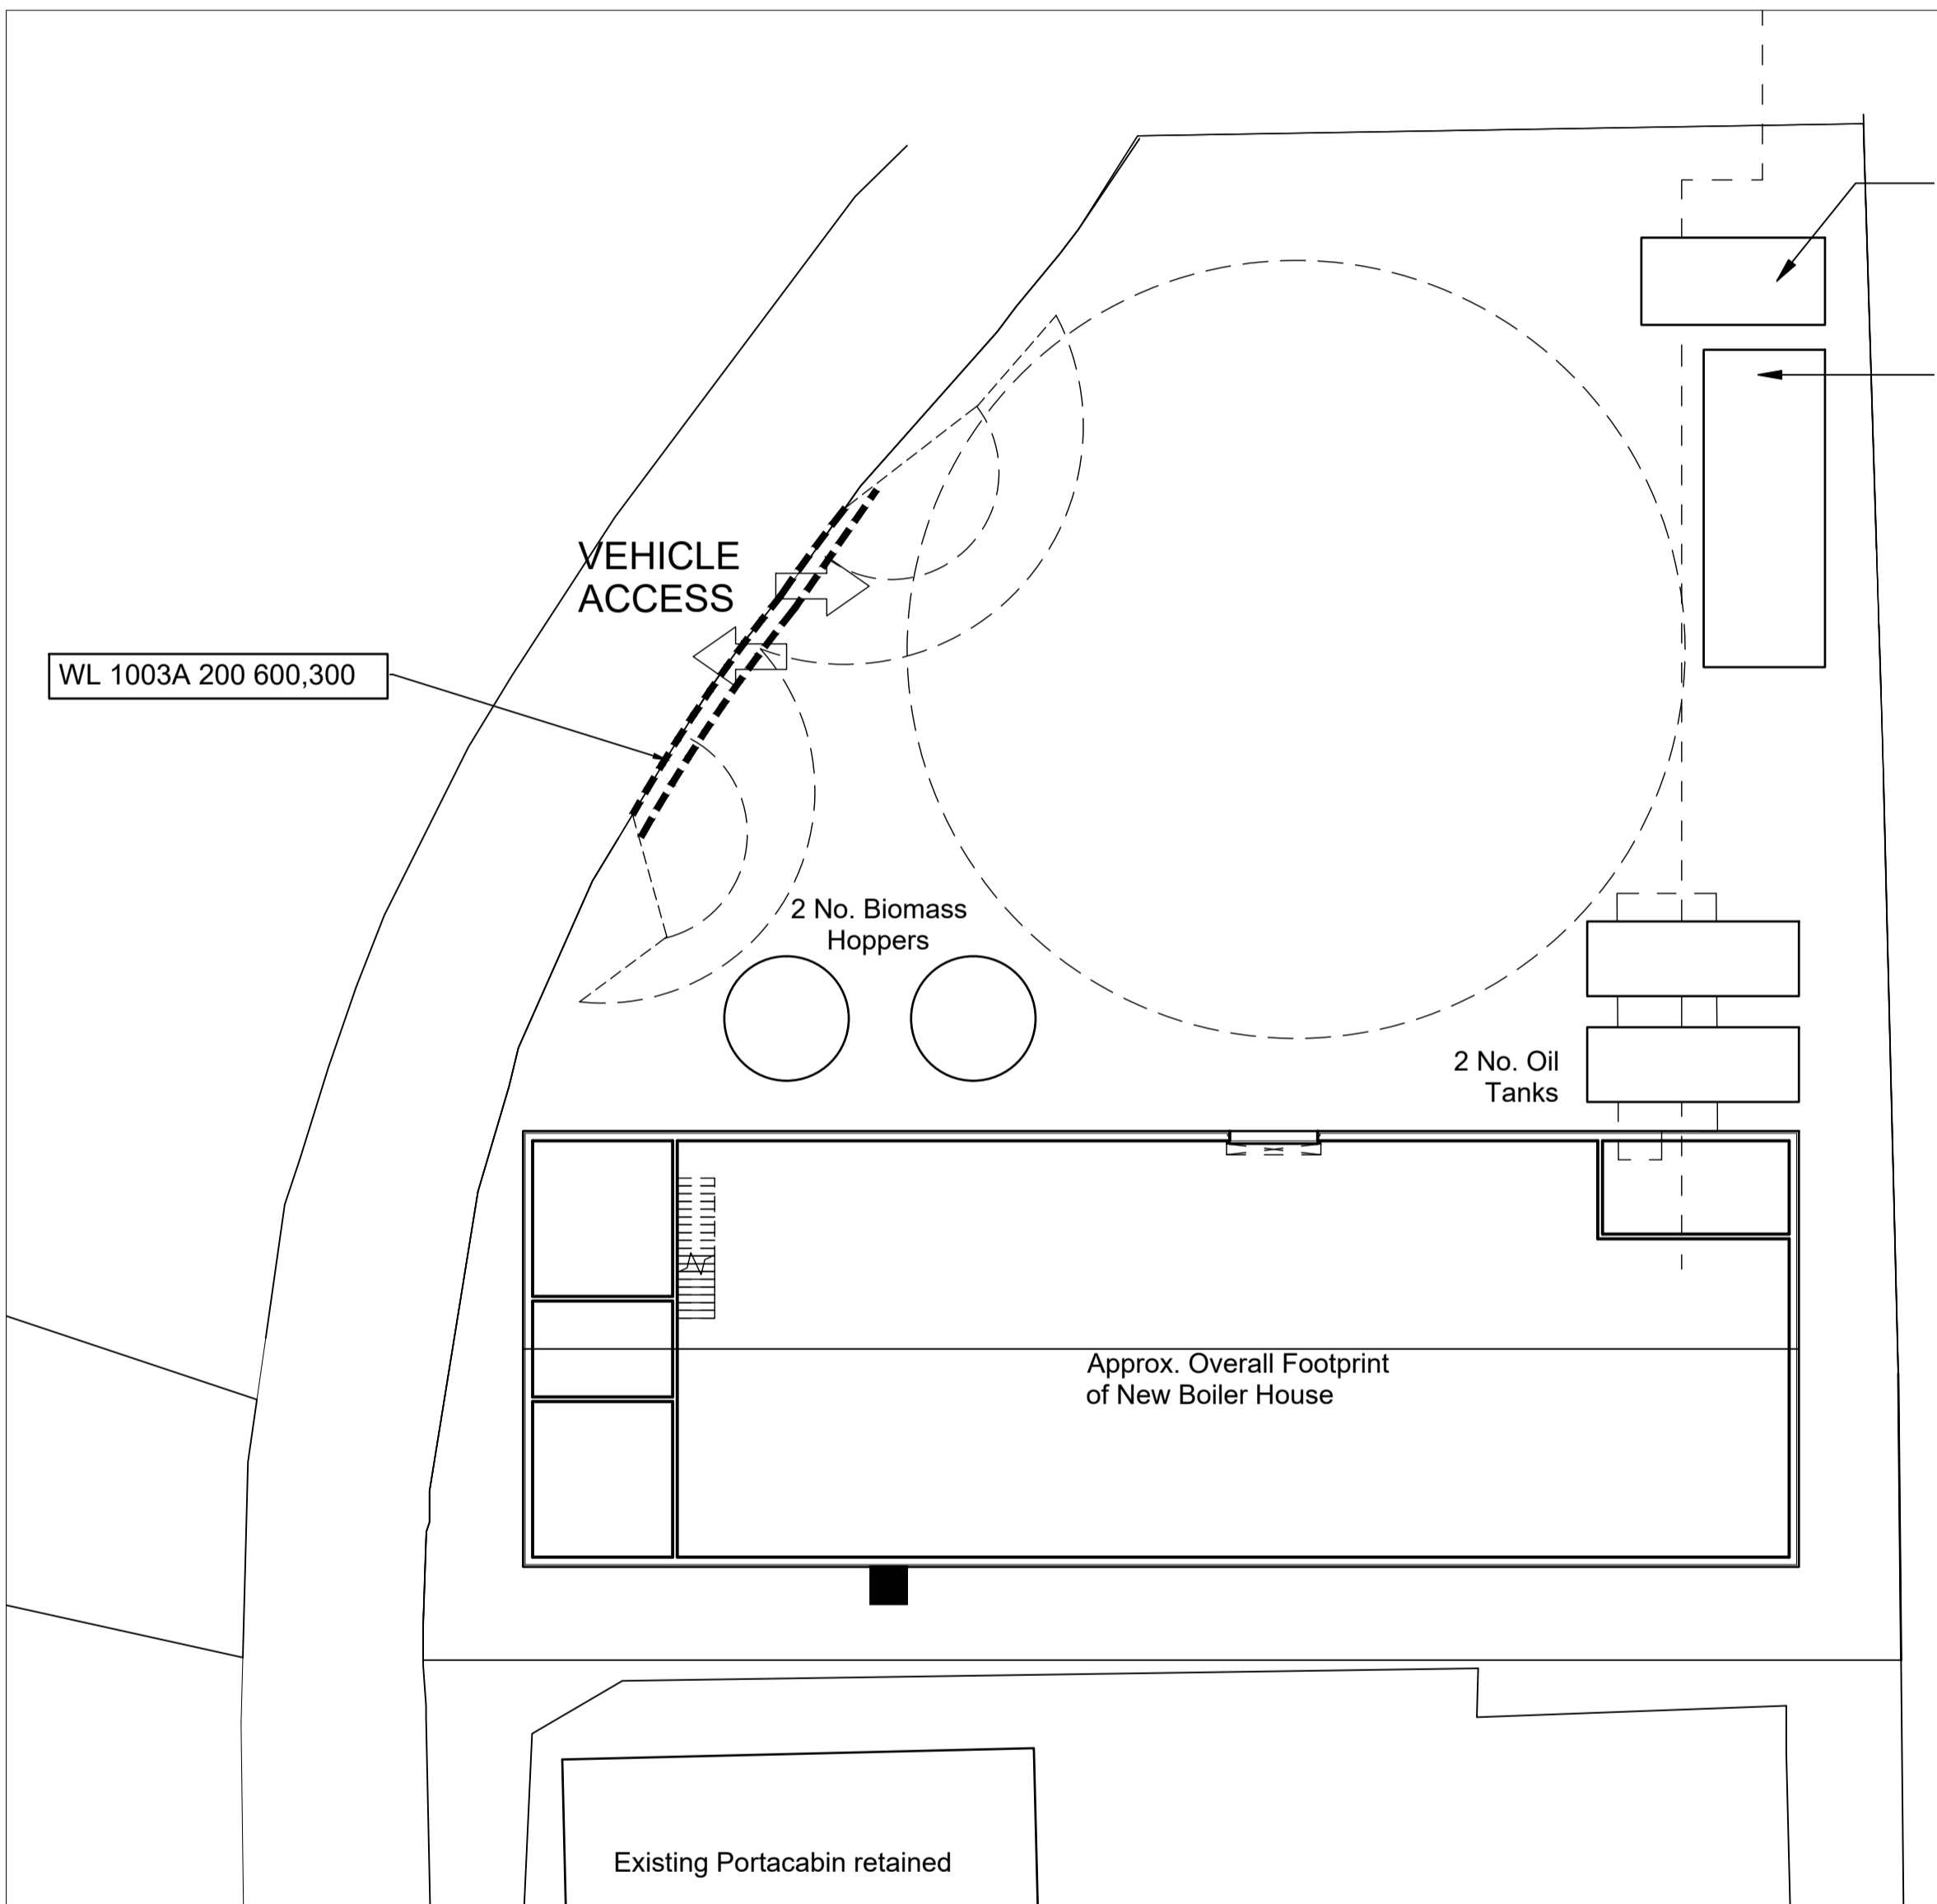 VEHICLE
ACCESS
WL 1003A 200 600,300
2 No. Biomass
Hoppers
2 No. Oil
Tanks
Approx. Overall Footprint
of New Boiler House
Existing Portacabin retained